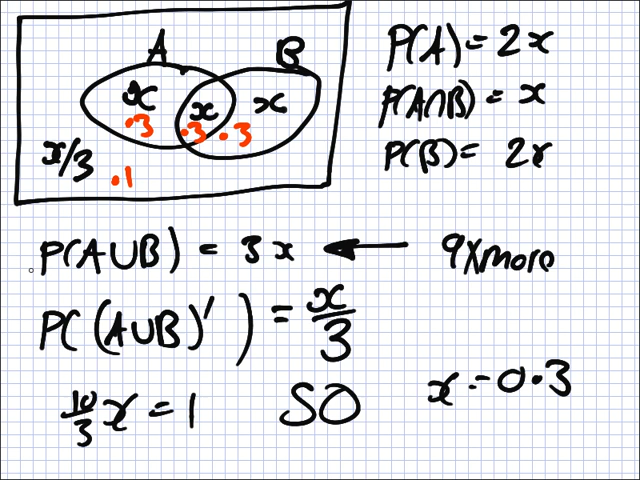 A
B
P(A) = 2x
x x x
P(A∩B) = x
.3 .3 .3
P(B) = 2x
x/3
.1
P(A∪B) = 3x ← 9x more
P((A∪B)') = x/3
10/3 x = 1 SO x = 0.3